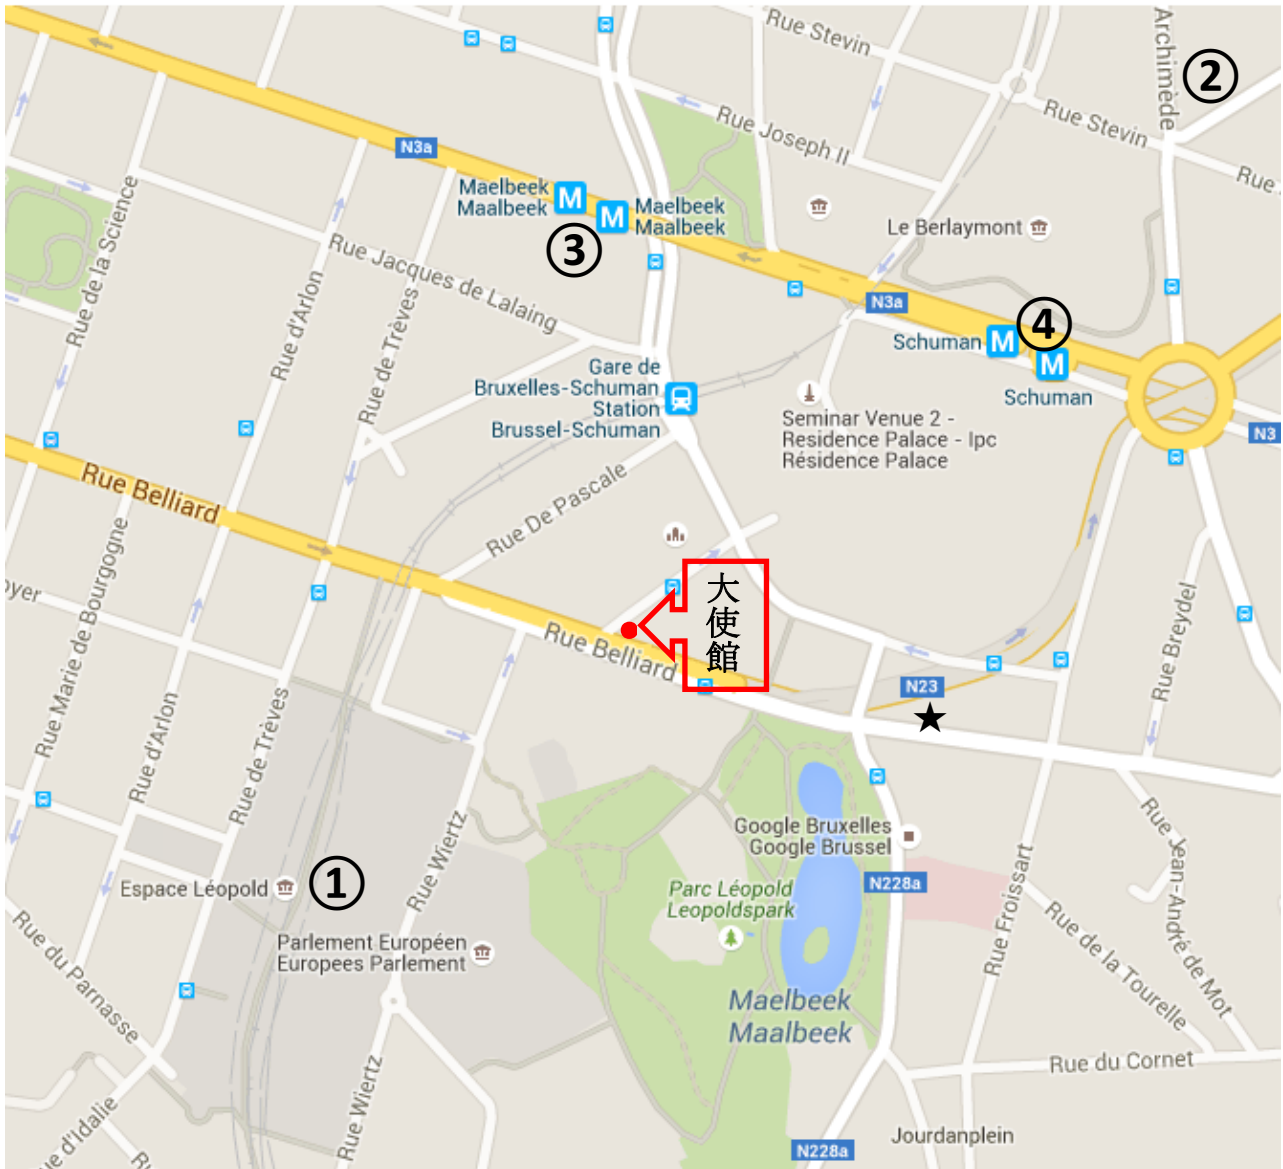 Rue Stevin
Archimède
②
N3a
Rue Joseph II
Rue Stevin
Rue
Maelbeek
Maalbeek
M
M
Maelbeek
Maalbeek
③
Le Berlaymont
Rue de la Science
Rue Jacques de Lalaing
Rue d'Arlon
Rue de Trèves
N3a
④
Schuman
M
M
Schuman
Gare de
Bruxelles-Schuman
Station
Brussel-Schuman
Seminar Venue 2 -
Residence Palace - Ipc
Résidence Palace
N3
Rue Belliard
Rue De Pascale
Rue Marie de Bourgogne
oyer
大使館
Rue Belliard
Rue Breydel
N23
★
Rue d'Arlon
Rue de Trèves
Rue Wiertz
Google Bruxelles
Google Brussel
Rue Jean-André de Mot
Espace Léopold
①
Parc Léopold
Leopoldspark
N228a
Rue Froissart
Rue de la Tourelle
Rue du Parnasse
Parlement Européen
Europees Parlement
Maelbeek
Maalbeek
Rue du Cornet
Rue Wiertz
e d'Idalie
Ru
Jourdanplein
N228a